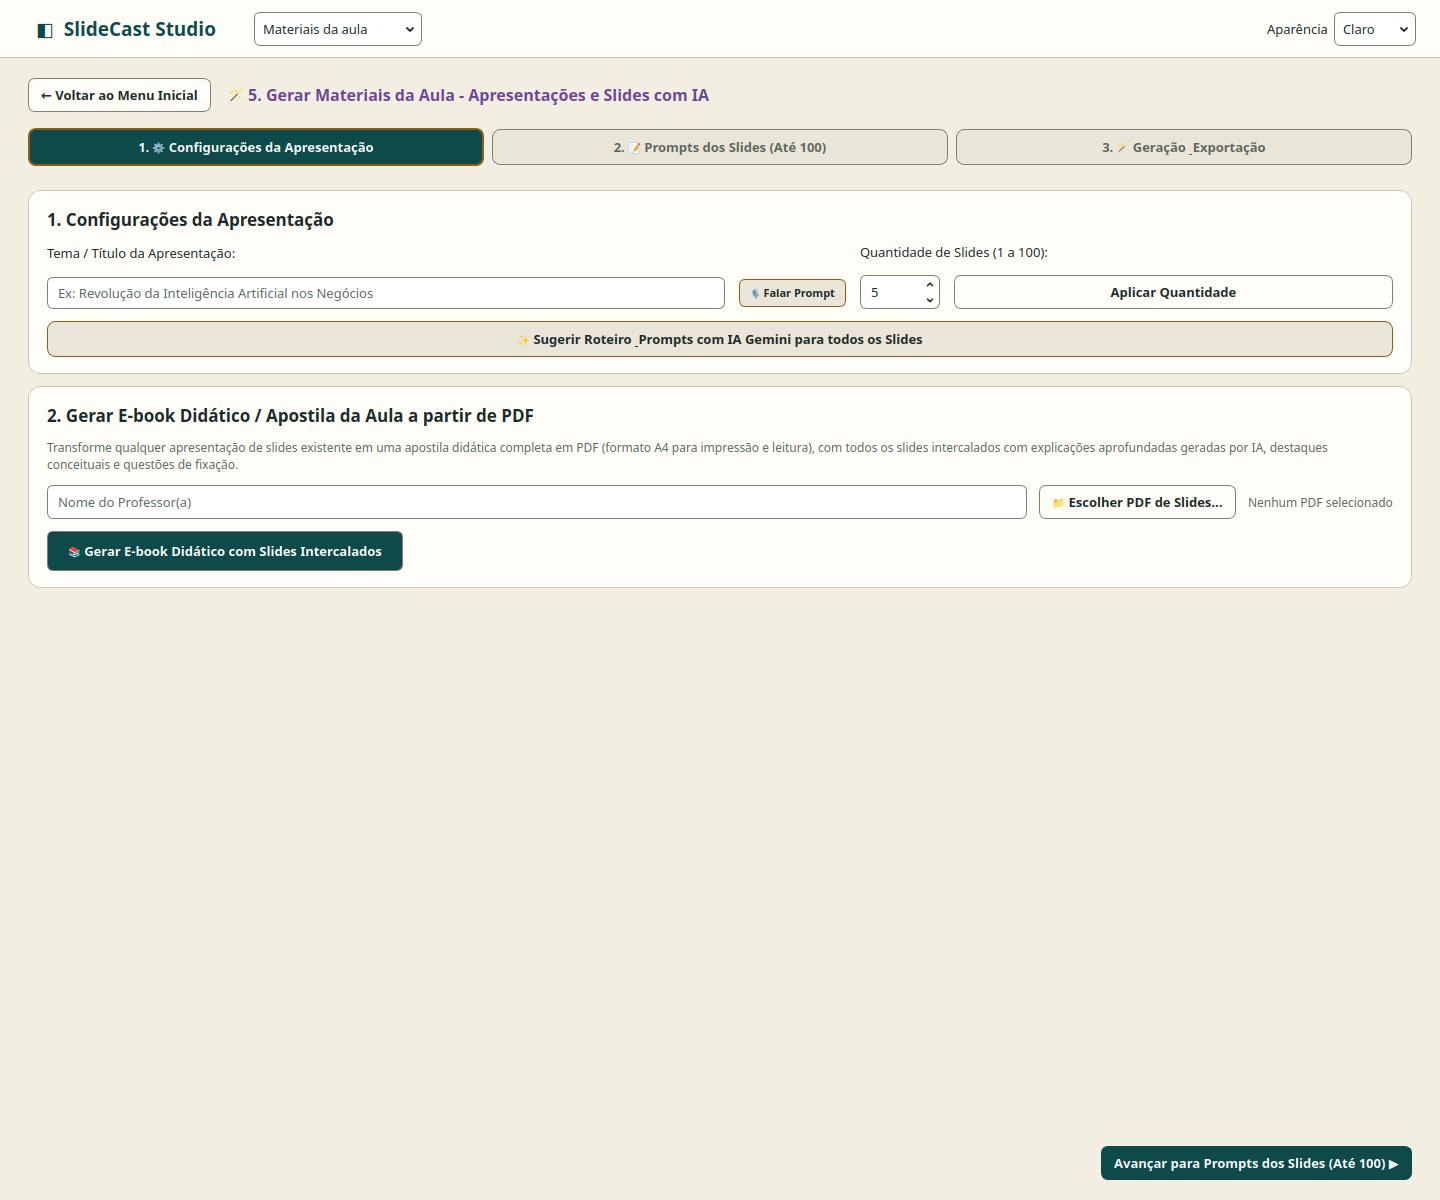 SlideCast Studio
Materiais da aula
Aparência
Claro
← Voltar ao Menu Inicial
5. Gerar Materiais da Aula - Apresentações e Slides com IA
1. Configurações da Apresentação
2. Prompts dos Slides (Até 100)
3. Geração _Exportação
1. Configurações da Apresentação
Tema / Título da Apresentação:
Quantidade de Slides (1 a 100):
Ex: Revolução da Inteligência Artificial nos Negócios
Falar Prompt
5
Aplicar Quantidade
Sugerir Roteiro _Prompts com IA Gemini para todos os Slides
2. Gerar E-book Didático / Apostila da Aula a partir de PDF
Transforme qualquer apresentação de slides existente em uma apostila didática completa em PDF (formato A4 para impressão e leitura), com todos os slides intercalados com explicações aprofundadas geradas por IA, destaques
conceituais e questões de fixação.
Nome do Professor(a)
Escolher PDF de Slides...
Nenhum PDF selecionado
Gerar E-book Didático com Slides Intercalados
Avançar para Prompts dos Slides (Até 100) ▶